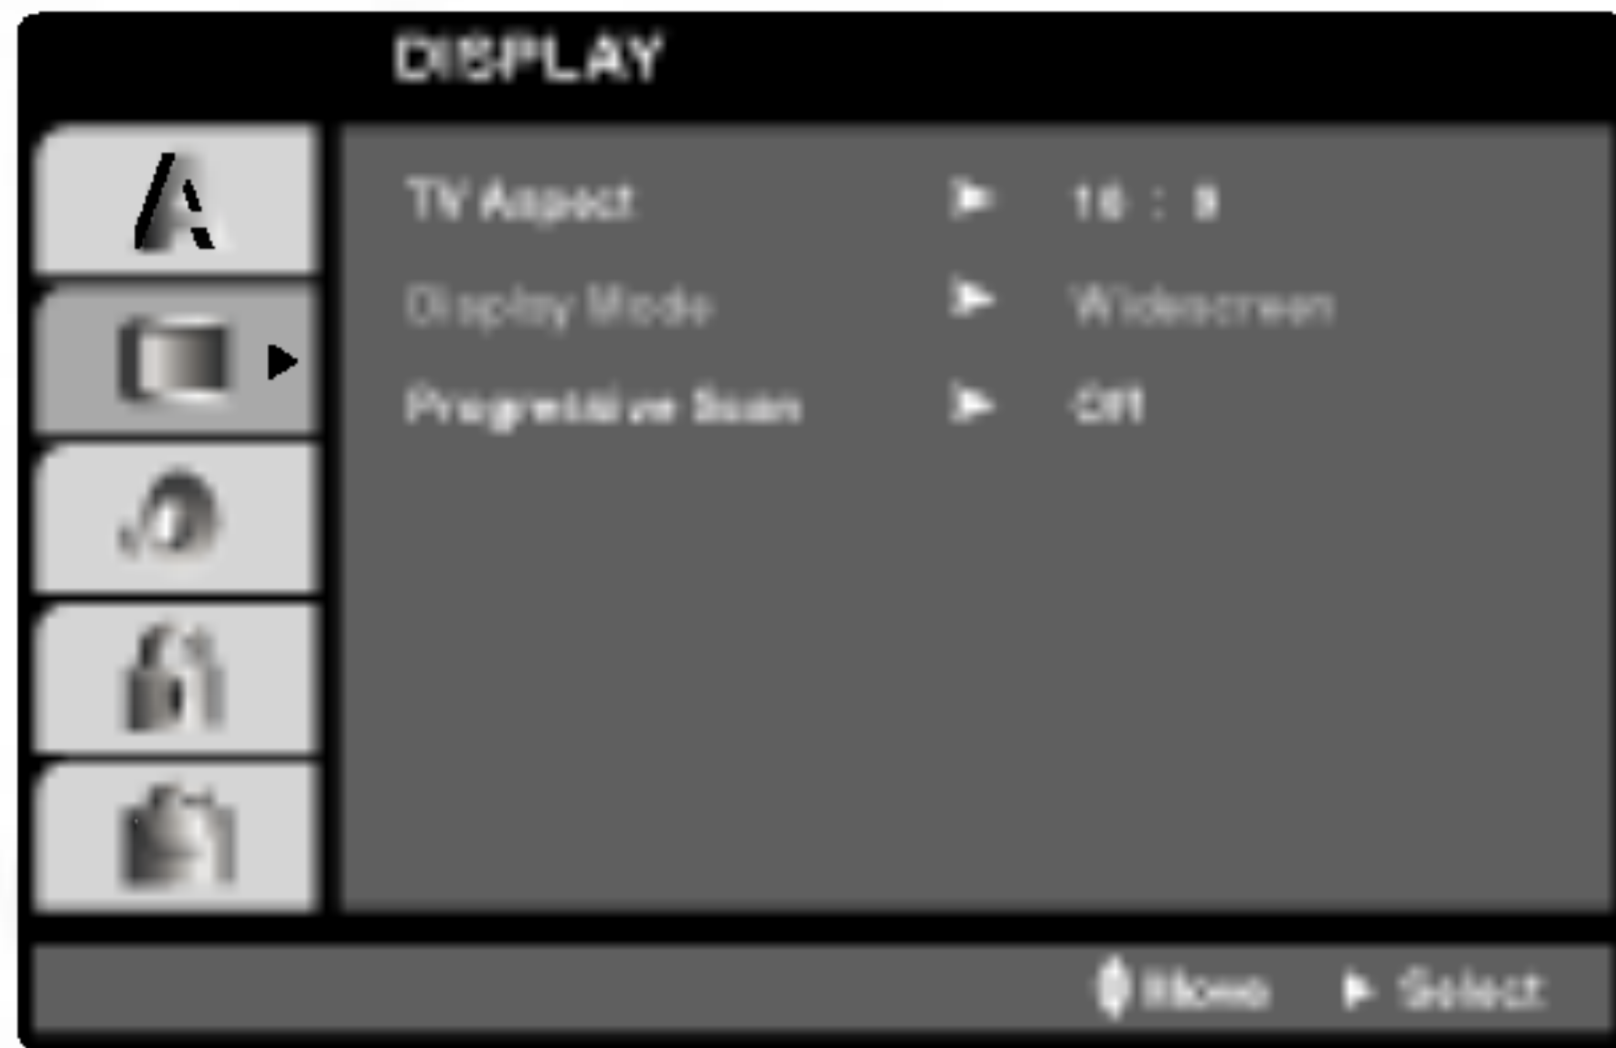 DISPLAY
TV Aspect ► 16 : 9
Display Mode ► Widescreen
Progressive Scan ► Off
Move ► Select